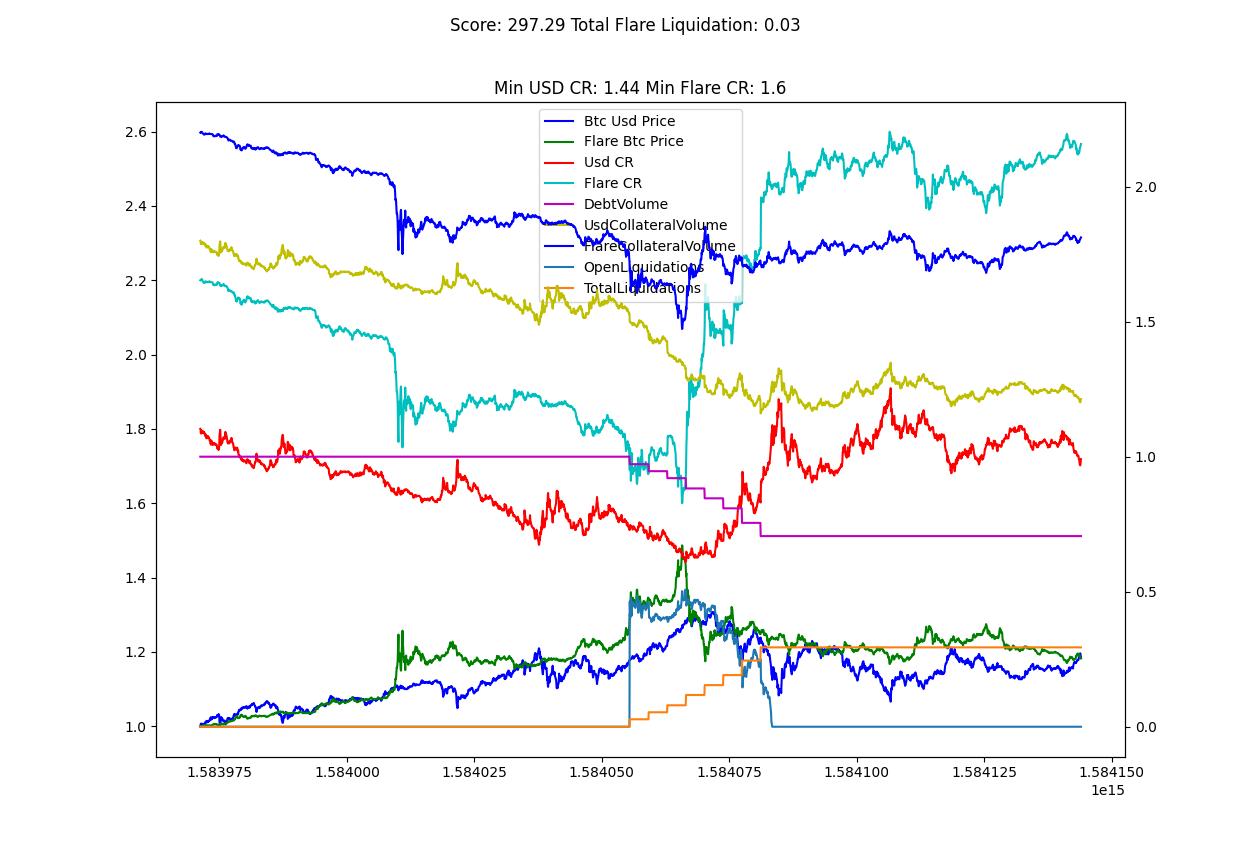 Score: 297.29 Total Flare Liquidation: 0.03
Min USD CR: 1.44 Min Flare CR: 1.6
Btc Usd Price
Flare Btc Price
Usd CR
Flare CR
DebtVolume
UsdCollateralVolume
FlareCollateralVolume
OpenLiquidations
TotalLiquidations
2.6
2.4
2.2
2.0
1.8
1.6
1.4
1.2
1.0
2.0
1.5
1.0
0.5
0.0
1.583975 1.584000 1.584025 1.584050 1.584075 1.584100 1.584125 1.584150
1e15